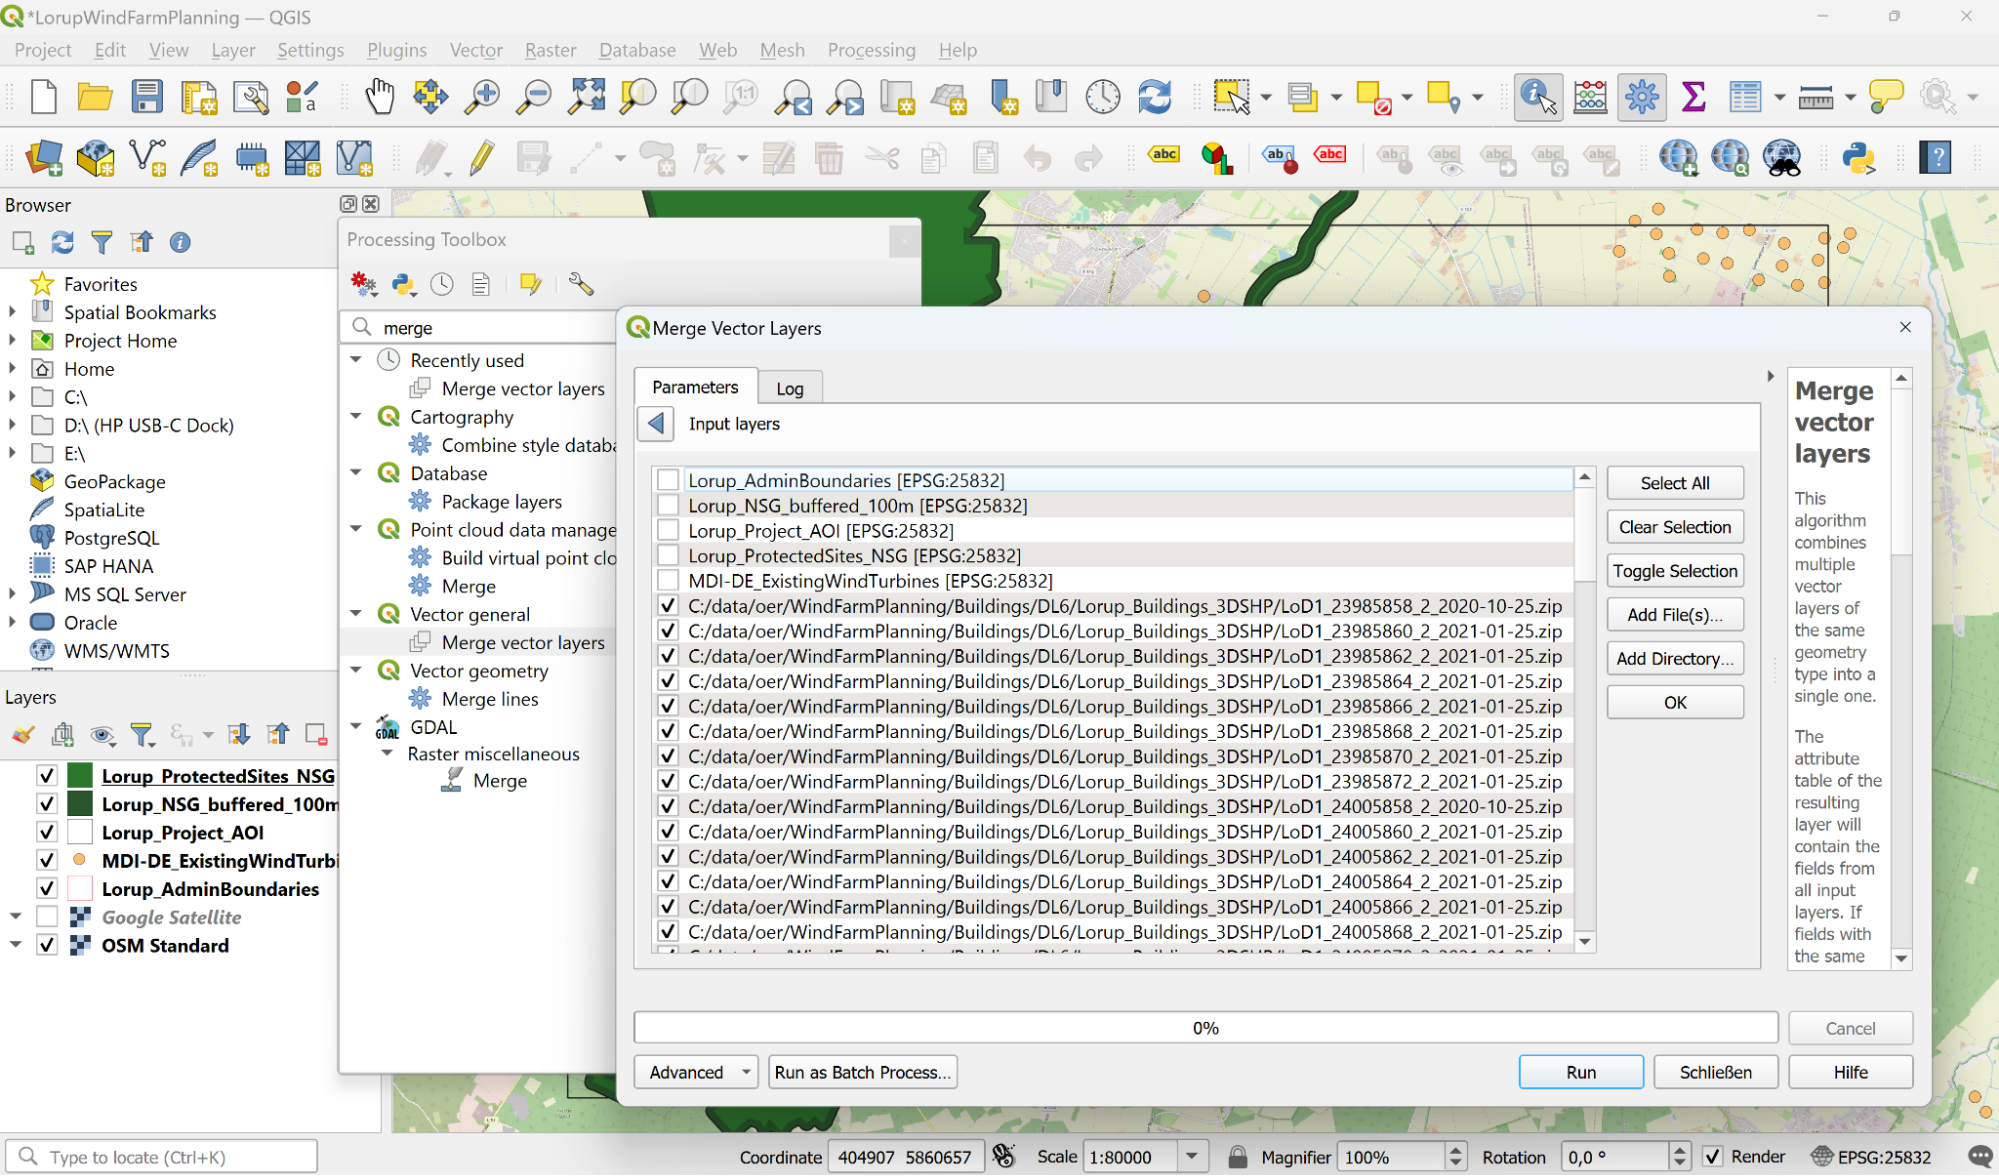 *LorupWindFarmPlanning — QGIS
Project Edit View Layer Settings Plugins Vector Raster Database Web Mesh Processing Help
Browser
Favorites
Spatial Bookmarks
Project Home
Home
C:\
D:\ (HP USB-C Dock)
E:\
GeoPackage
SpatiaLite
PostgreSQL
SAP HANA
MS SQL Server
Oracle
WMS/WMTS
Layers
Lorup_ProtectedSites_NSG
Lorup_NSG_buffered_100m
Lorup_Project_AOI
MDI-DE_ExistingWindTurbi
Lorup_AdminBoundaries
Google Satellite
OSM Standard
Processing Toolbox
merge
Recently used
Merge vector layers
Cartography
Combine style databa
Database
Package layers
Point cloud data manage
Build virtual point clo
Merge
Vector general
Merge vector layers
Vector geometry
Merge lines
GDAL
Raster miscellaneous
Merge
Merge Vector Layers
Parameters Log
Input layers
Lorup_AdminBoundaries [EPSG:25832]
Lorup_NSG_buffered_100m [EPSG:25832]
Lorup_Project_AOI [EPSG:25832]
Lorup_ProtectedSites_NSG [EPSG:25832]
MDI-DE_ExistingWindTurbines [EPSG:25832]
C:/data/oer/WindFarmPlanning/Buildings/DL6/Lorup_Buildings_3DSHP/LoD1_23985858_2_2020-10-25.zip
C:/data/oer/WindFarmPlanning/Buildings/DL6/Lorup_Buildings_3DSHP/LoD1_23985860_2_2021-01-25.zip
C:/data/oer/WindFarmPlanning/Buildings/DL6/Lorup_Buildings_3DSHP/LoD1_23985862_2_2021-01-25.zip
C:/data/oer/WindFarmPlanning/Buildings/DL6/Lorup_Buildings_3DSHP/LoD1_23985864_2_2021-01-25.zip
C:/data/oer/WindFarmPlanning/Buildings/DL6/Lorup_Buildings_3DSHP/LoD1_23985866_2_2021-01-25.zip
C:/data/oer/WindFarmPlanning/Buildings/DL6/Lorup_Buildings_3DSHP/LoD1_23985868_2_2021-01-25.zip
C:/data/oer/WindFarmPlanning/Buildings/DL6/Lorup_Buildings_3DSHP/LoD1_23985870_2_2021-01-25.zip
C:/data/oer/WindFarmPlanning/Buildings/DL6/Lorup_Buildings_3DSHP/LoD1_23985872_2_2021-01-25.zip
C:/data/oer/WindFarmPlanning/Buildings/DL6/Lorup_Buildings_3DSHP/LoD1_24005858_2_2020-10-25.zip
C:/data/oer/WindFarmPlanning/Buildings/DL6/Lorup_Buildings_3DSHP/LoD1_24005860_2_2021-01-25.zip
C:/data/oer/WindFarmPlanning/Buildings/DL6/Lorup_Buildings_3DSHP/LoD1_24005862_2_2021-01-25.zip
C:/data/oer/WindFarmPlanning/Buildings/DL6/Lorup_Buildings_3DSHP/LoD1_24005864_2_2021-01-25.zip
C:/data/oer/WindFarmPlanning/Buildings/DL6/Lorup_Buildings_3DSHP/LoD1_24005866_2_2021-01-25.zip
C:/data/oer/WindFarmPlanning/Buildings/DL6/Lorup_Buildings_3DSHP/LoD1_24005868_2_2021-01-25.zip
Select All
Clear Selection
Toggle Selection
Add File(s)...
Add Directory...
OK
Merge
vector
layers
This
algorithm
combines
multiple
vector
layers of
the same
geometry
type into a
single one.
The
attribute
table of the
resulting
layer will
contain the
fields from
all input
layers. If
fields with
the same
0%
Cancel
Advanced Run as Batch Process... Run Schließen Hilfe
Type to locate (Ctrl+K) Coordinate 404907 5860657 Scale 1:80000 Magnifier 100% Rotation 0,0 ° Render EPSG:25832